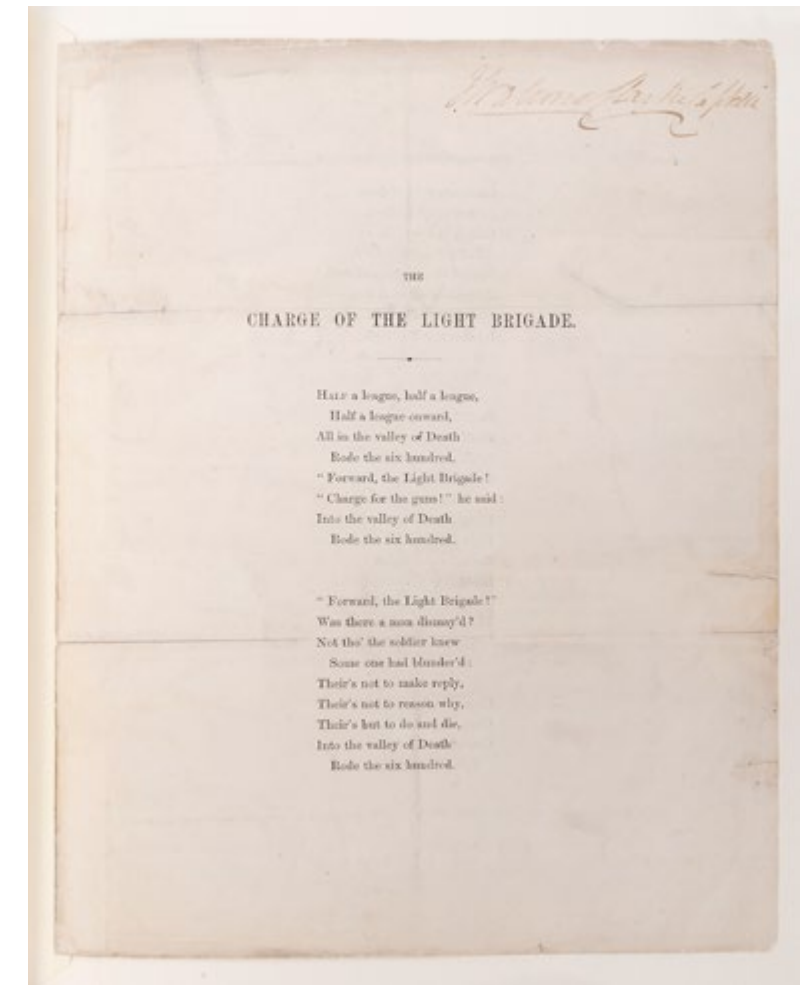 THE
CHARGE OF THE LIGHT BRIGADE.
HALF a league, half a league,
Half a league onward,
All in the valley of Death
Rode the six hundred.
“ Forward, the Light Brigade!
“ Charge for the guns!” he said :
Into the valley of Death
Rode the six hundred.
“ Forward, the Light Brigade!”
Was there a man dismay'd?
Not tho' the soldier knew
Some one had blunder'd :
Their's not to make reply,
Their's not to reason why,
Their's but to do and die,
Into the valley of Death
Rode the six hundred.